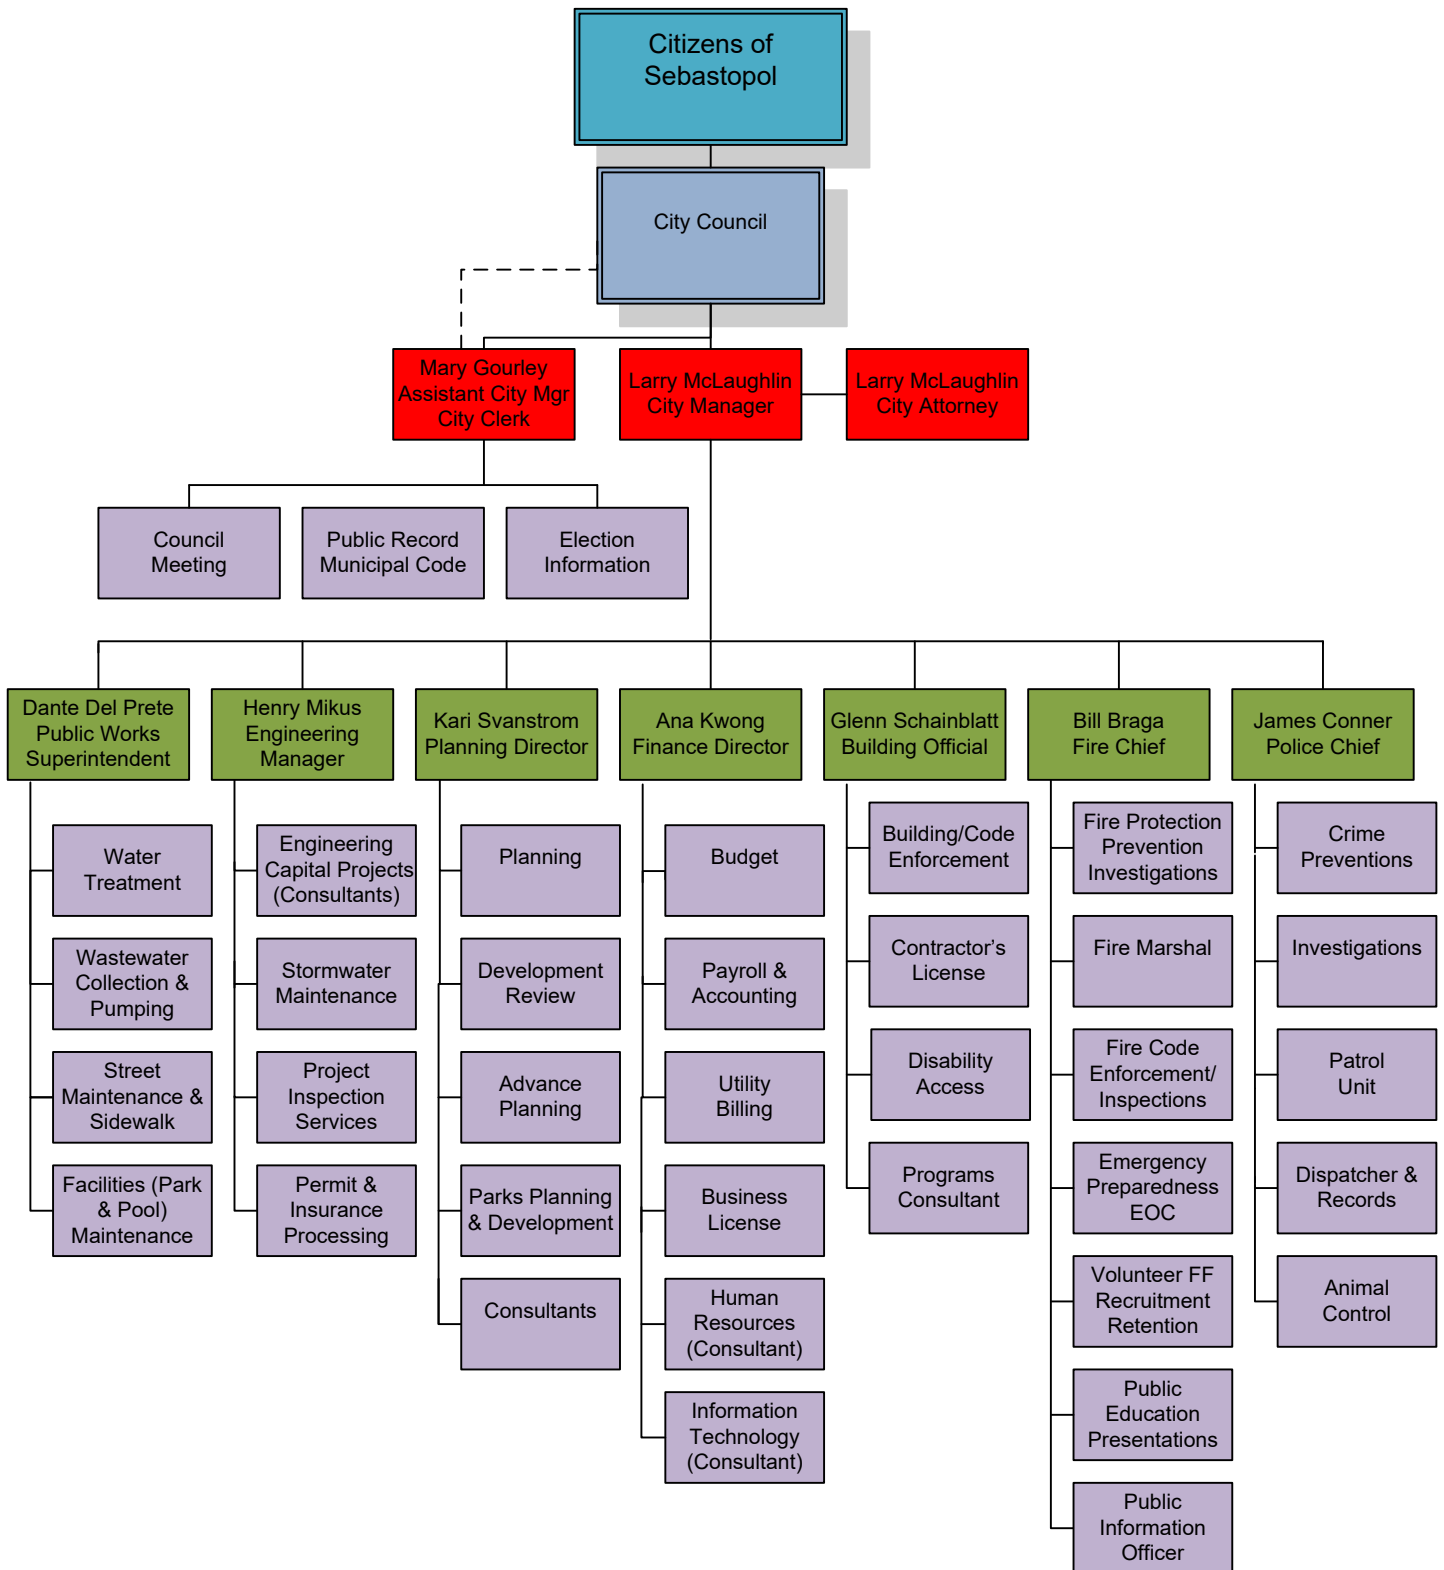 Citizens of
Sebastopol
City Council
Mary Gourley
Assistant City Mgr
City Clerk
Larry McLaughlin
City Manager
Larry McLaughlin
City Attorney
Council
Meeting
Public Record
Municipal Code
Election
Information
Dante Del Prete
Public Works
Superintendent
Henry Mikus
Engineering
Manager
Kari Svanstrom
Planning Director
Ana Kwong
Finance Director
Glenn Schainblatt
Building Official
Bill Braga
Fire Chief
James Conner
Police Chief
Water
Treatment
Wastewater
Collection &
Pumping
Street
Maintenance &
Sidewalk
Facilities (Park
& Pool)
Maintenance
Engineering
Capital Projects
(Consultants)
Stormwater
Maintenance
Project
Inspection
Services
Permit &
Insurance
Processing
Planning
Development
Review
Advance
Planning
Parks Planning
& Development
Consultants
Budget
Payroll &
Accounting
Utility
Billing
Business
License
Human
Resources
(Consultant)
Information
Technology
(Consultant)
Building/Code
Enforcement
Contractor’s
License
Disability
Access
Programs
Consultant
Fire Protection
Prevention
Investigations
Fire Marshal
Fire Code
Enforcement/
Inspections
Emergency
Preparedness
EOC
Volunteer FF
Recruitment
Retention
Public
Education
Presentations
Public
Information
Officer
Crime
Preventions
Investigations
Patrol
Unit
Dispatcher &
Records
Animal
Control